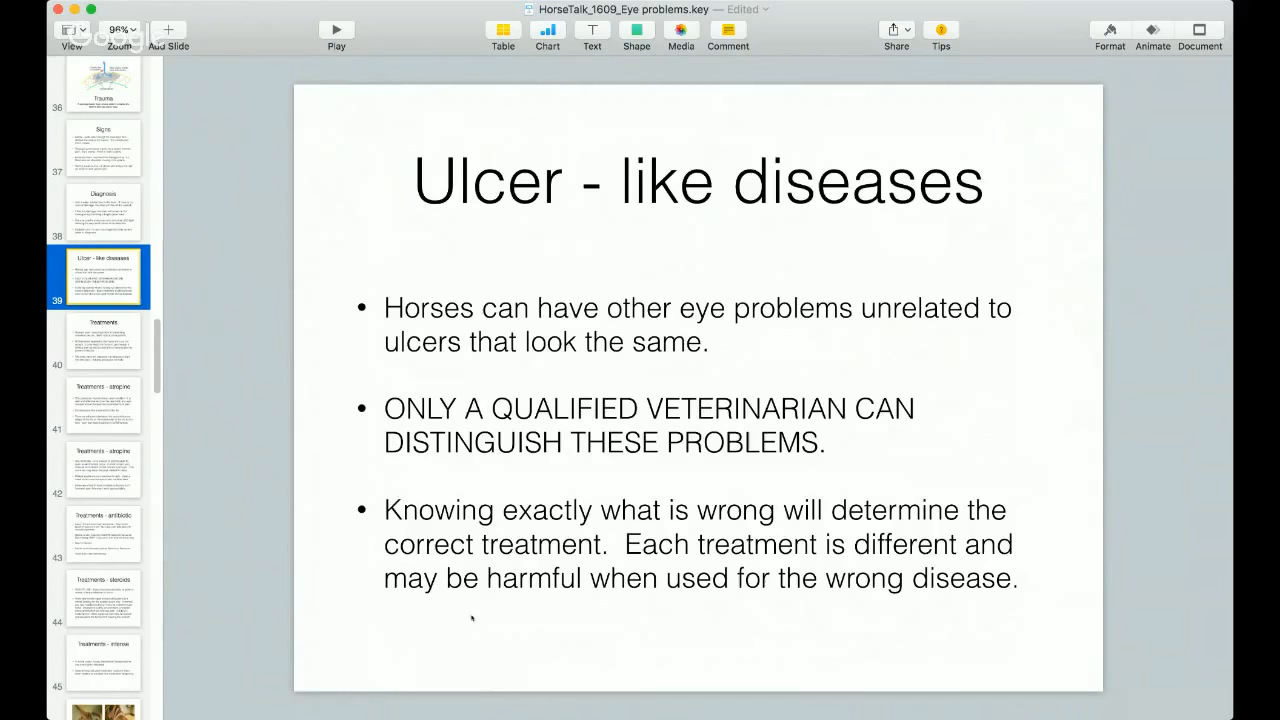 HorseTalk_1609_Eye problems.key — Edited
96%
Google
View
Zoom
Add Slide
Play
Table
Chart
Text
Shape
Media
Comment
Share
Tips
Format
Animate
Document
36
Trauma
37
Signs
38
Diagnosis
39
Ulcer - like diseases
40
Treatments
41
Treatments - atropine
42
Treatments - atropine
43
Treatments - antibiotic
44
Treatments - steroids
45
Treatments - intense
Ulcer - like diseases
• Horses can have other eye problems unrelated to
ulcers that look the same.
• ONLY A QUALIFIED VETERINARIAN CAN
DISTINGUISH THESE PROBLEMS.
• Knowing exactly what is wrong will determine the
correct treatment. Each treatment is different and
may be harmful when used for the wrong disease.